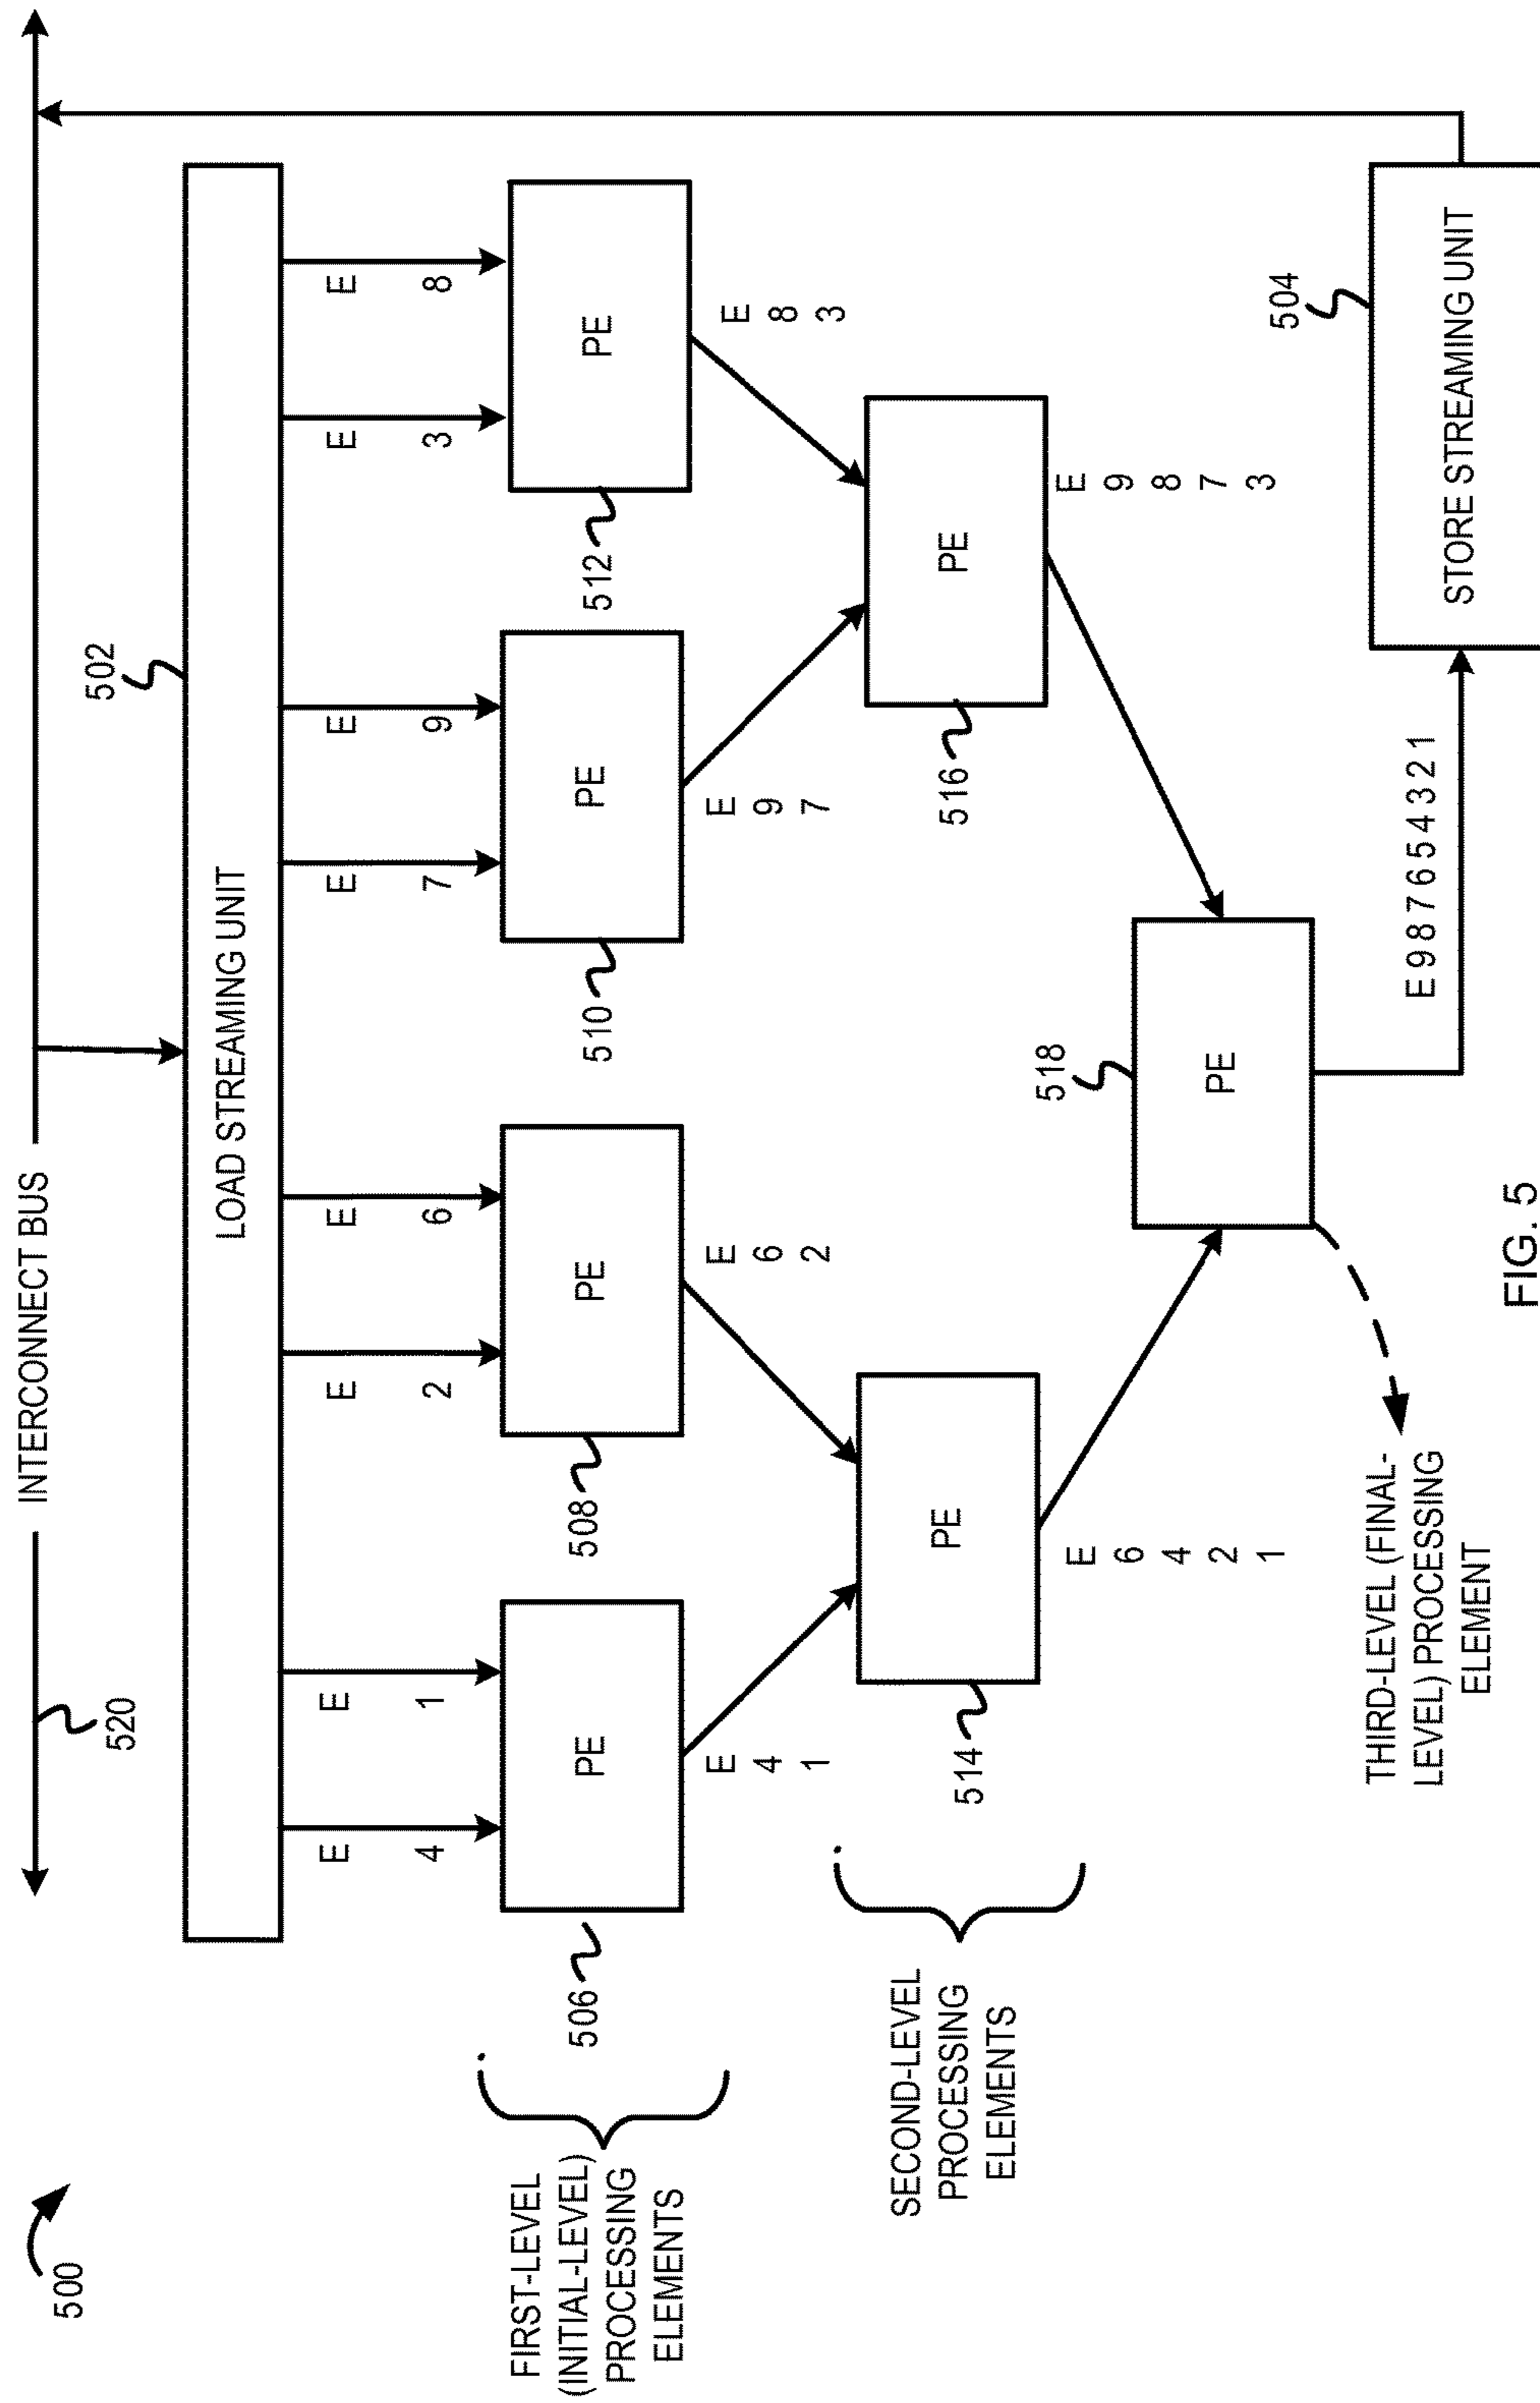 500
INTERCONNECT BUS
520
502
LOAD STREAMING UNIT
E
4
E
1
E
2
E
6
E
7
E
9
E
3
E
8
FIRST-LEVEL
(INITIAL-LEVEL)
PROCESSING
ELEMENTS
506
PE
508
PE
510
PE
512
PE
E
4
1
E
6
2
E
9
7
E
8
3
SECOND-LEVEL
PROCESSING
ELEMENTS
514
PE
516
PE
E
6
4
2
1
E
9
8
7
3
518
PE
THIRD-LEVEL (FINAL-
LEVEL) PROCESSING
ELEMENT
E 9 8 7 6 5 4 3 2 1
504
STORE STREAMING UNIT
FIG. 5